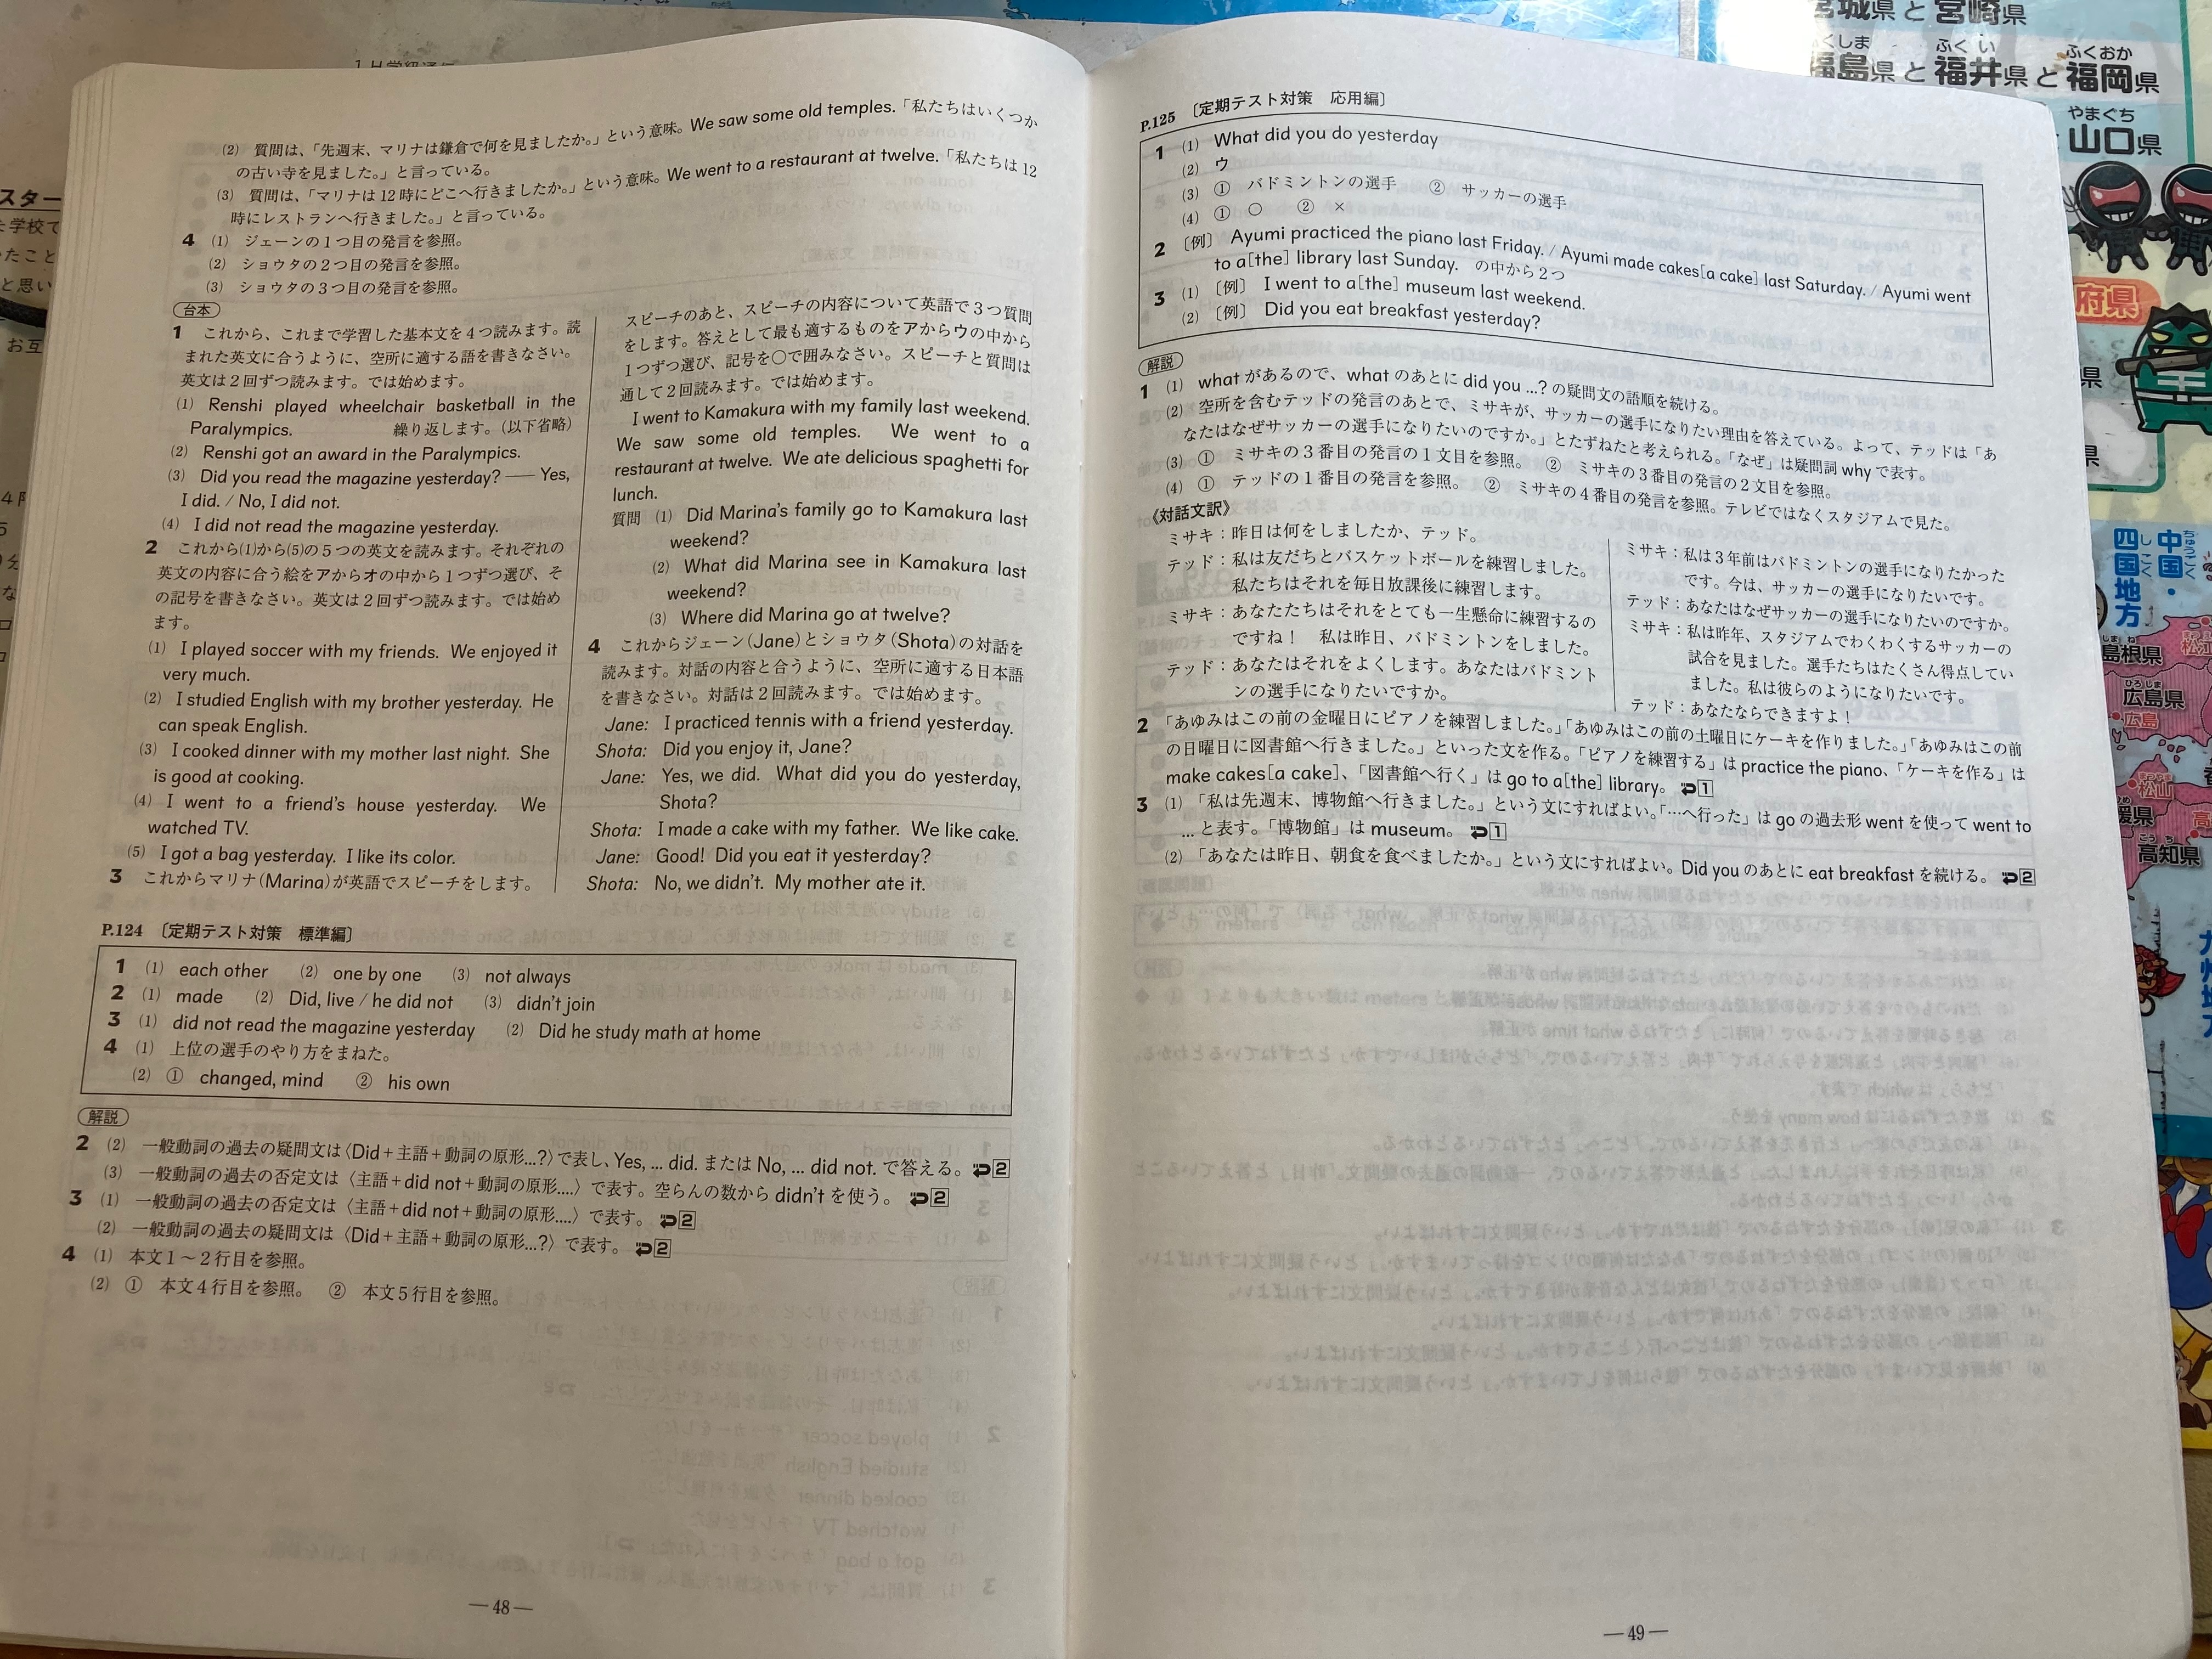 (2) 質問は、「先週末、マリナは鎌倉で何を見ましたか。」という意味。We saw some old temples.「私たちはいくつか
の古い寺を見ました。」と言っている。
(3) 質問は、「マリナは12時にどこへ行きましたか。」という意味。We went to a restaurant at twelve.「私たちは12
時にレストランへ行きました。」と言っている。
4 (1) ジェーンの1つ目の発言を参照。
(2) ショウタの2つ目の発言を参照。
(3) ショウタの3つ目の発言を参照。
台本
1 これから、これまで学習した基本文を4つ読みます。読
まれた英文に合うように、空所に適する語を書きなさい。
英文は2回ずつ読みます。では始めます。
(1) Renshi played wheelchair basketball in the
Paralympics. 繰り返します。(以下省略)
(2) Renshi got an award in the Paralympics.
(3) Did you read the magazine yesterday? ── Yes,
I did. / No, I did not.
(4) I did not read the magazine yesterday.
2 これから(1)から(5)の5つの英文を読みます。それぞれの
英文の内容に合う絵をアからオの中から1つずつ選び、そ
の記号を書きなさい。英文は2回ずつ読みます。では始め
ます。
(1) I played soccer with my friends. We enjoyed it
very much.
(2) I studied English with my brother yesterday. He
can speak English.
(3) I cooked dinner with my mother last night. She
is good at cooking.
(4) I went to a friend's house yesterday. We
watched TV.
(5) I got a bag yesterday. I like its color.
3 これからマリナ(Marina)が英語でスピーチをします。
スピーチのあと、スピーチの内容について英語で3つ質問
をします。答えとして最も適するものをアからウの中から
1つずつ選び、記号を○で囲みなさい。スピーチと質問は
通して2回読みます。では始めます。
I went to Kamakura with my family last weekend.
We saw some old temples. We went to a
restaurant at twelve. We ate delicious spaghetti for
lunch.
質問 (1) Did Marina's family go to Kamakura last
weekend?
(2) What did Marina see in Kamakura last
weekend?
(3) Where did Marina go at twelve?
4 これからジェーン(Jane)とショウタ(Shota)の対話を
読みます。対話の内容と合うように、空所に適する日本語
を書きなさい。対話は2回読みます。では始めます。
Jane: I practiced tennis with a friend yesterday.
Shota: Did you enjoy it, Jane?
Jane: Yes, we did. What did you do yesterday,
Shota?
Shota: I made a cake with my father. We like cake.
Jane: Good! Did you eat it yesterday?
Shota: No, we didn't. My mother ate it.
P.124 〔定期テスト対策 標準編〕
1 (1) each other (2) one by one (3) not always
2 (1) made (2) Did, live / he did not (3) didn't join
3 (1) did not read the magazine yesterday (2) Did he study math at home
4 (1) 上位の選手のやり方をまねた。
(2) ① changed, mind ② his own
解説
2 (2) 一般動詞の過去の疑問文は〈Did+主語+動詞の原形...?〉で表し、Yes, ... did. または No, ... did not. で答える。⮌2
(3) 一般動詞の過去の否定文は〈主語+did not+動詞の原形....〉で表す。空らんの数から didn't を使う。⮌2
3 (1) 一般動詞の過去の否定文は〈主語+did not+動詞の原形....〉で表す。⮌2
(2) 一般動詞の過去の疑問文は〈Did+主語+動詞の原形...?〉で表す。⮌2
4 (1) 本文1〜2行目を参照。
(2) ① 本文4行目を参照。 ② 本文5行目を参照。
―48―
P.125 〔定期テスト対策 応用編〕
1 (1) What did you do yesterday
(2) ウ
(3) ① バドミントンの選手 ② サッカーの選手
(4) ① ○ ② ×
2 〔例〕 Ayumi practiced the piano last Friday. / Ayumi made cakes[a cake] last Saturday. / Ayumi went
to a[the] library last Sunday. の中から2つ
3 (1) 〔例〕 I went to a[the] museum last weekend.
(2) 〔例〕 Did you eat breakfast yesterday?
解説
1 (1) what があるので、what のあとに did you ...? の疑問文の語順を続ける。
(2) 空所を含むテッドの発言のあとで、ミサキが、サッカーの選手になりたい理由を答えている。よって、テッドは「あ
なたはなぜサッカーの選手になりたいのですか。」とたずねたと考えられる。「なぜ」は疑問詞 why で表す。
(3) ① ミサキの3番目の発言の1文目を参照。 ② ミサキの3番目の発言の2文目を参照。
(4) ① テッドの1番目の発言を参照。 ② ミサキの4番目の発言を参照。テレビではなくスタジアムで見た。
《対話文訳》
ミサキ:昨日は何をしましたか、テッド。
テッド:私は友だちとバスケットボールを練習しました。
私たちはそれを毎日放課後に練習します。
ミサキ:あなたたちはそれをとても一生懸命に練習するの
ですね! 私は昨日、バドミントンをしました。
テッド:あなたはそれをよくします。あなたはバドミント
ンの選手になりたいですか。
ミサキ:私は3年前はバドミントンの選手になりたかった
です。今は、サッカーの選手になりたいです。
テッド:あなたはなぜサッカーの選手になりたいのですか。
ミサキ:私は昨年、スタジアムでわくわくするサッカーの
試合を見ました。選手たちはたくさん得点してい
ました。私は彼らのようになりたいです。
テッド:あなたならできますよ!
2 「あゆみはこの前の金曜日にピアノを練習しました。」「あゆみはこの前の土曜日にケーキを作りました。」「あゆみはこの前
の日曜日に図書館へ行きました。」といった文を作る。「ピアノを練習する」は practice the piano、「ケーキを作る」は
make cakes[a cake]、「図書館へ行く」は go to a[the] library。⮌1
3 (1) 「私は先週末、博物館へ行きました。」という文にすればよい。「…へ行った」は go の過去形 went を使って went to
... と表す。「博物館」は museum。⮌1
(2) 「あなたは昨日、朝食を食べましたか。」という文にすればよい。Did you のあとに eat breakfast を続ける。⮌2
―49―
宮城県と宮崎県
ふくい ふくおか
福島県と福井県と福岡県
やまぐち
山口県
府県
中国・
四国地方
島根県
広島県
広島
松山
高知県